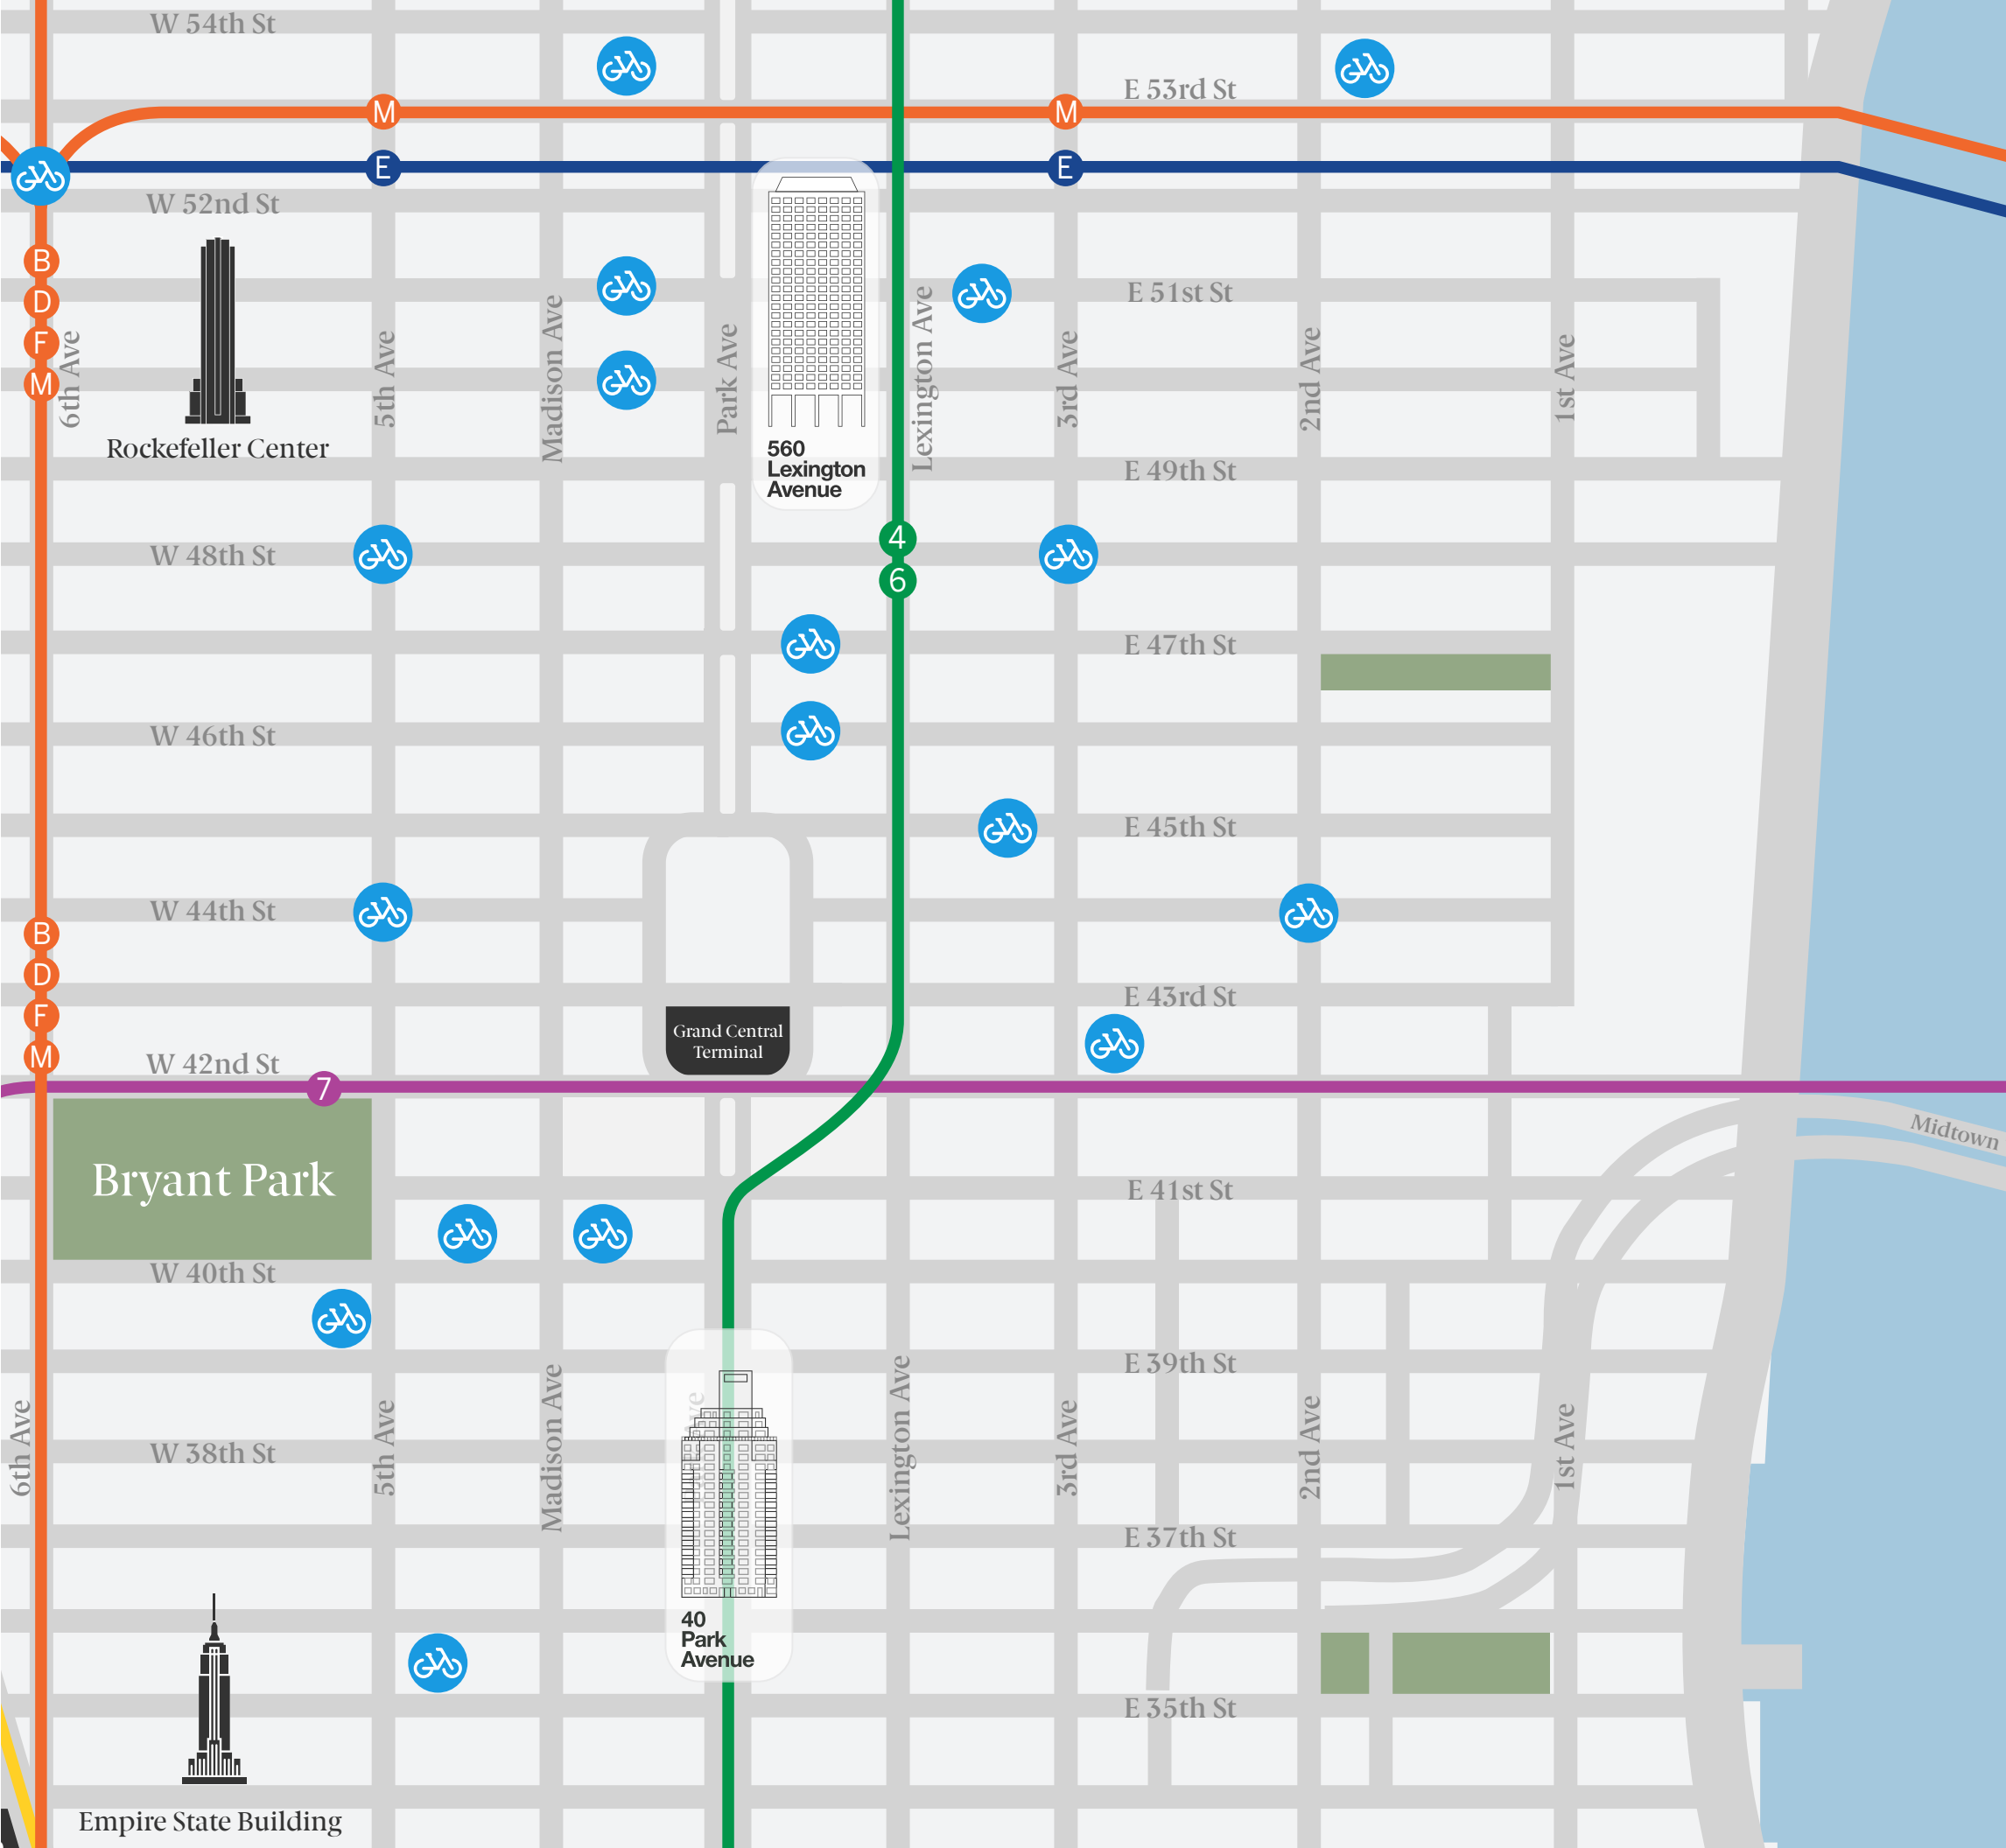 W 54th St
E 53rd St
M
M
E
E
W 52nd St
B
D
F
M
6th Ave
5th Ave
Madison Ave
Park Ave
Lexington Ave
3rd Ave
2nd Ave
1st Ave
E 51st St
Rockefeller Center
560
Lexington
Avenue
E 49th St
4
6
W 48th St
E 47th St
W 46th St
E 45th St
W 44th St
B
D
F
M
E 43rd St
Grand Central
Terminal
W 42nd St
7
Midtown
Bryant Park
E 41st St
W 40th St
E 39th St
6th Ave
5th Ave
Madison Ave
Lexington Ave
3rd Ave
2nd Ave
1st Ave
W 38th St
E 37th St
40
Park
Avenue
E 35th St
Empire State Building